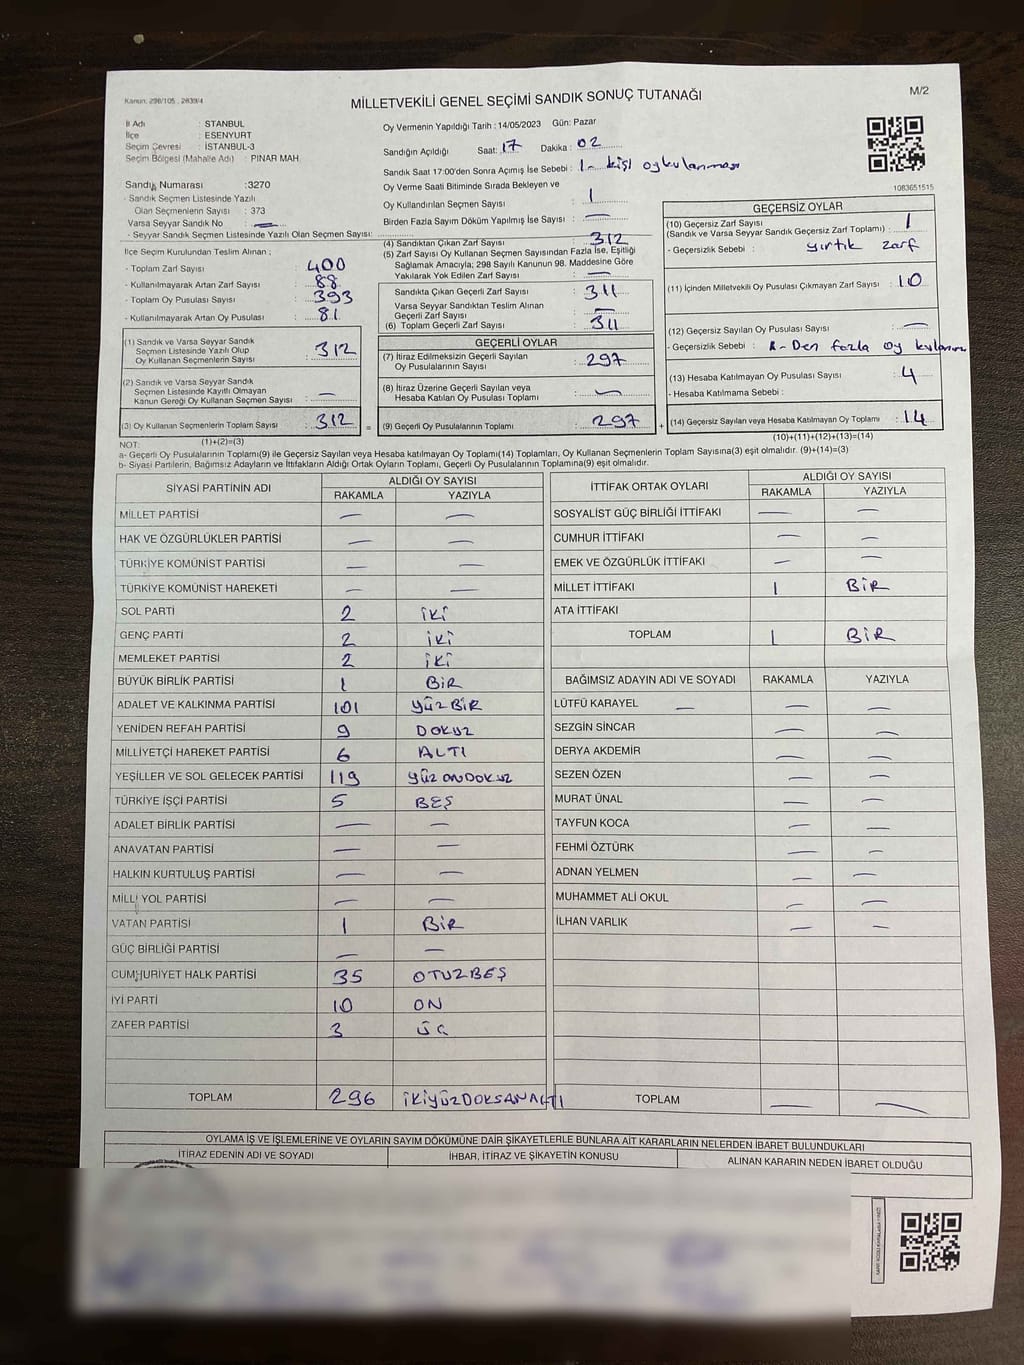 Kanun: 298/105 , 2839/4
MİLLETVEKİLİ GENEL SEÇİMİ SANDIK SONUÇ TUTANAĞI
M/2
İl Adı : STANBUL
İlçe : ESENYURT
Seçim Çevresi : İSTANBUL-3
Seçim Bölgesi (Mahalle Adı) : PINAR MAH.
Oy Vermenin Yapıldığı Tarih : 14/05/2023 Gün: Pazar
Sandığın Açıldığı Saat: 17 Dakika : 02
Sandık Saat 17:00'den Sonra Açımış İse Sebebi : 1 - kişi oy kulanması
Oy Verme Saati Bitiminde Sırada Bekleyen ve
Oy Kullandırılan Seçmen Sayısı : 1
Birden Fazla Sayım Döküm Yapılmış İse Sayısı : —
1083651515
Sandık Numarası :3270
- Sandık Seçmen Listesinde Yazılı
Olan Seçmenlerin Sayısı : 373
Varsa Seyyar Sandık No : —
- Seyyar Sandık Seçmen Listesinde Yazılı Olan Seçmen Sayısı:
İlçe Seçim Kurulundan Teslim Alınan ;
- Toplam Zarf Sayısı : 400
- Kullanılmayarak Artan Zarf Sayısı : 88
- Toplam Oy Pusulası Sayısı : 393
- Kullanılmayarak Artan Oy Pusulası : 81
(1) Sandık ve Varsa Seyyar Sandık
Seçmen Listesinde Yazılı Olup
Oy Kullanan Seçmenlerin Sayısı : 312
(2) Sandık ve Varsa Seyyar Sandık
Seçmen Listesinde Kayıtlı Olmayan
Kanun Gereği Oy Kullanan Seçmen Sayısı : —
(3) Oy Kullanan Seçmenlerin Toplam Sayısı : 312
(1)+(2)=(3)
(4) Sandıktan Çıkan Zarf Sayısı : 312
(5) Zarf Sayısı Oy Kullanan Seçmen Sayısından Fazla İse, Eşitliği
Sağlamak Amacıyla; 298 Sayılı Kanunun 98. Maddesine Göre
Yakılarak Yok Edilen Zarf Sayısı : —
Sandıkta Çıkan Geçerli Zarf Sayısı : 311
Varsa Seyyar Sandıktan Teslim Alınan
Geçerli Zarf Sayısı : —
(6) Toplam Geçerli Zarf Sayısı : 311
GEÇERLİ OYLAR
(7) İtiraz Edilmeksizin Geçerli Sayılan
Oy Pusulalarının Sayısı : 297
(8) İtiraz Üzerine Geçerli Sayılan veya
Hesaba Katılan Oy Pusulası Toplamı : —
= (9) Geçerli Oy Pusulalarının Toplamı : 297 +
GEÇERSİZ OYLAR
(10) Geçersiz Zarf Sayısı : 1
(Sandık ve Varsa Seyyar Sandık Geçersiz Zarf Toplamı)
- Geçersizlik Sebebi : yırtık zarf
(11) İçinden Milletvekili Oy Pusulası Çıkmayan Zarf Sayısı : 10
(12) Geçersiz Sayılan Oy Pusulası Sayısı : —
- Geçersizlik Sebebi : 1 - Den fazla oy
(13) Hesaba Katılmayan Oy Pusulası Sayısı : 4
- Hesaba Katılmama Sebebi :
(14) Geçersiz Sayılan veya Hesaba Katılmayan Oy Toplamı : 14
(10)+(11)+(12)+(13)=(14)
NOT:
a- Geçerli Oy Pusulalarının Toplamı(9) ile Geçersiz Sayılan veya Hesaba katılmayan Oy Toplamı(14) Toplamları, Oy Kullanan Seçmenlerin Toplam Sayısına(3) eşit olmalıdır. (9)+(14)=(3)
b- Siyasi Partilerin, Bağımsız Adayların ve İttifakların Aldığı Ortak Oyların Toplamı, Geçerli Oy Pusulalarının Toplamına(9) eşit olmalıdır.
SİYASİ PARTİNİN ADI ALDIĞI OY SAYISI
RAKAMLA YAZIYLA
MİLLET PARTİSİ — —
HAK VE ÖZGÜRLÜKLER PARTİSİ — —
TÜRKİYE KOMÜNİST PARTİSİ — —
TÜRKİYE KOMÜNİST HAREKETİ — —
SOL PARTİ 2 İKİ
GENÇ PARTİ 2 İKİ
MEMLEKET PARTİSİ 2 İKİ
BÜYÜK BİRLİK PARTİSİ 1 BİR
ADALET VE KALKINMA PARTİSİ 101 YÜZBİR
YENİDEN REFAH PARTİSİ 9 DOKUZ
MİLLİYETÇİ HAREKET PARTİSİ 6 ALTI
YEŞİLLER VE SOL GELECEK PARTİSİ 119 YÜZONDOKUZ
TÜRKİYE İŞÇİ PARTİSİ 5 BEŞ
ADALET BİRLİK PARTİSİ — —
ANAVATAN PARTİSİ — —
HALKIN KURTULUŞ PARTİSİ — —
MİLLİ YOL PARTİSİ — —
VATAN PARTİSİ 1 BİR
GÜÇ BİRLİĞİ PARTİSİ — —
CUMHURİYET HALK PARTİSİ 35 OTUZBEŞ
İYİ PARTİ 10 ON
ZAFER PARTİSİ 3 ÜÇ
TOPLAM 296 İKİYÜZDOKSANALTI
İTTİFAK ORTAK OYLARI ALDIĞI OY SAYISI
RAKAMLA YAZIYLA
SOSYALİST GÜÇ BİRLİĞİ İTTİFAKI — —
CUMHUR İTTİFAKI — —
EMEK VE ÖZGÜRLÜK İTTİFAKI — —
MİLLET İTTİFAKI 1 BİR
ATA İTTİFAKI
TOPLAM 1 BİR
BAĞIMSIZ ADAYIN ADI VE SOYADI RAKAMLA YAZIYLA
LÜTFÜ KARAYEL — — —
SEZGİN SİNCAR — —
DERYA AKDEMİR — —
SEZEN ÖZEN — —
MURAT ÜNAL — —
TAYFUN KOCA — —
FEHMİ ÖZTÜRK — —
ADNAN YELMEN — —
MUHAMMET ALİ OKUL — —
İLHAN VARLIK — —
TOPLAM — —
OYLAMA İŞ VE İŞLEMLERİNE VE OYLARIN SAYIM DÖKÜMÜNE DAİR ŞİKAYETLERLE BUNLARA AİT KARARLARIN NELERDEN İBARET BULUNDUKLARI
İTİRAZ EDENİN ADI VE SOYADI İHBAR, İTİRAZ VE ŞİKAYETİN KONUSU ALINAN KARARIN NEDEN İBARET OLDUĞU